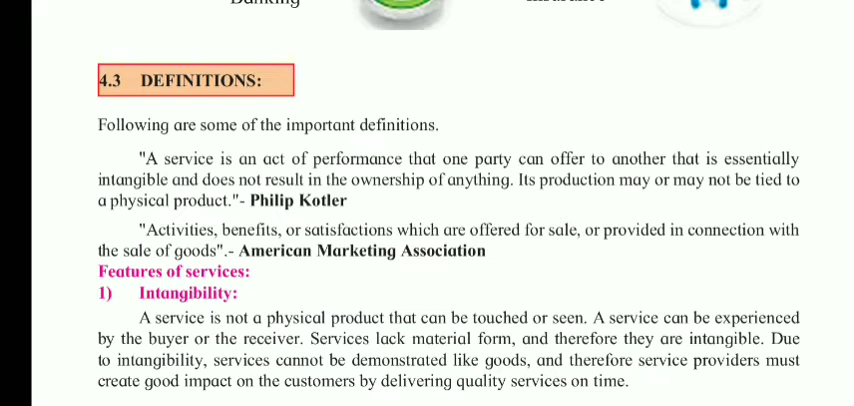 4.3 DEFINITIONS:
Following are some of the important definitions.
"A service is an act of performance that one party can offer to another that is essentially
intangible and does not result in the ownership of anything. Its production may or may not be tied to
a physical product."- Philip Kotler
"Activities, benefits, or satisfactions which are offered for sale, or provided in connection with
the sale of goods".- American Marketing Association
Features of services:
1) Intangibility:
A service is not a physical product that can be touched or seen. A service can be experienced
by the buyer or the receiver. Services lack material form, and therefore they are intangible. Due
to intangibility, services cannot be demonstrated like goods, and therefore service providers must
create good impact on the customers by delivering quality services on time.